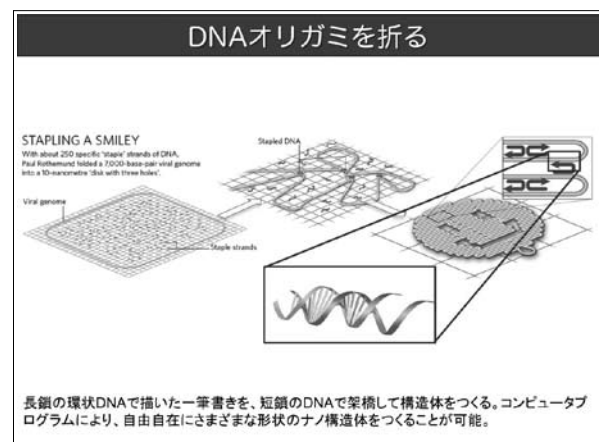 DNAオリガミを折る
STAPLING A SMILEY
With about 250 specific 'staple' strands of DNA,
Paul Rothemund folded a 7,000-base-pair viral genome
into a 10-nanometre 'disk with three holes'.
Stapled DNA
Viral genome
Staple strands
長鎖の環状DNAで描いた一筆書きを、短鎖のDNAで架橋して構造体をつくる。コンピュータプ
ログラムにより、自由自在にさまざまな形状のナノ構造体をつくることが可能。